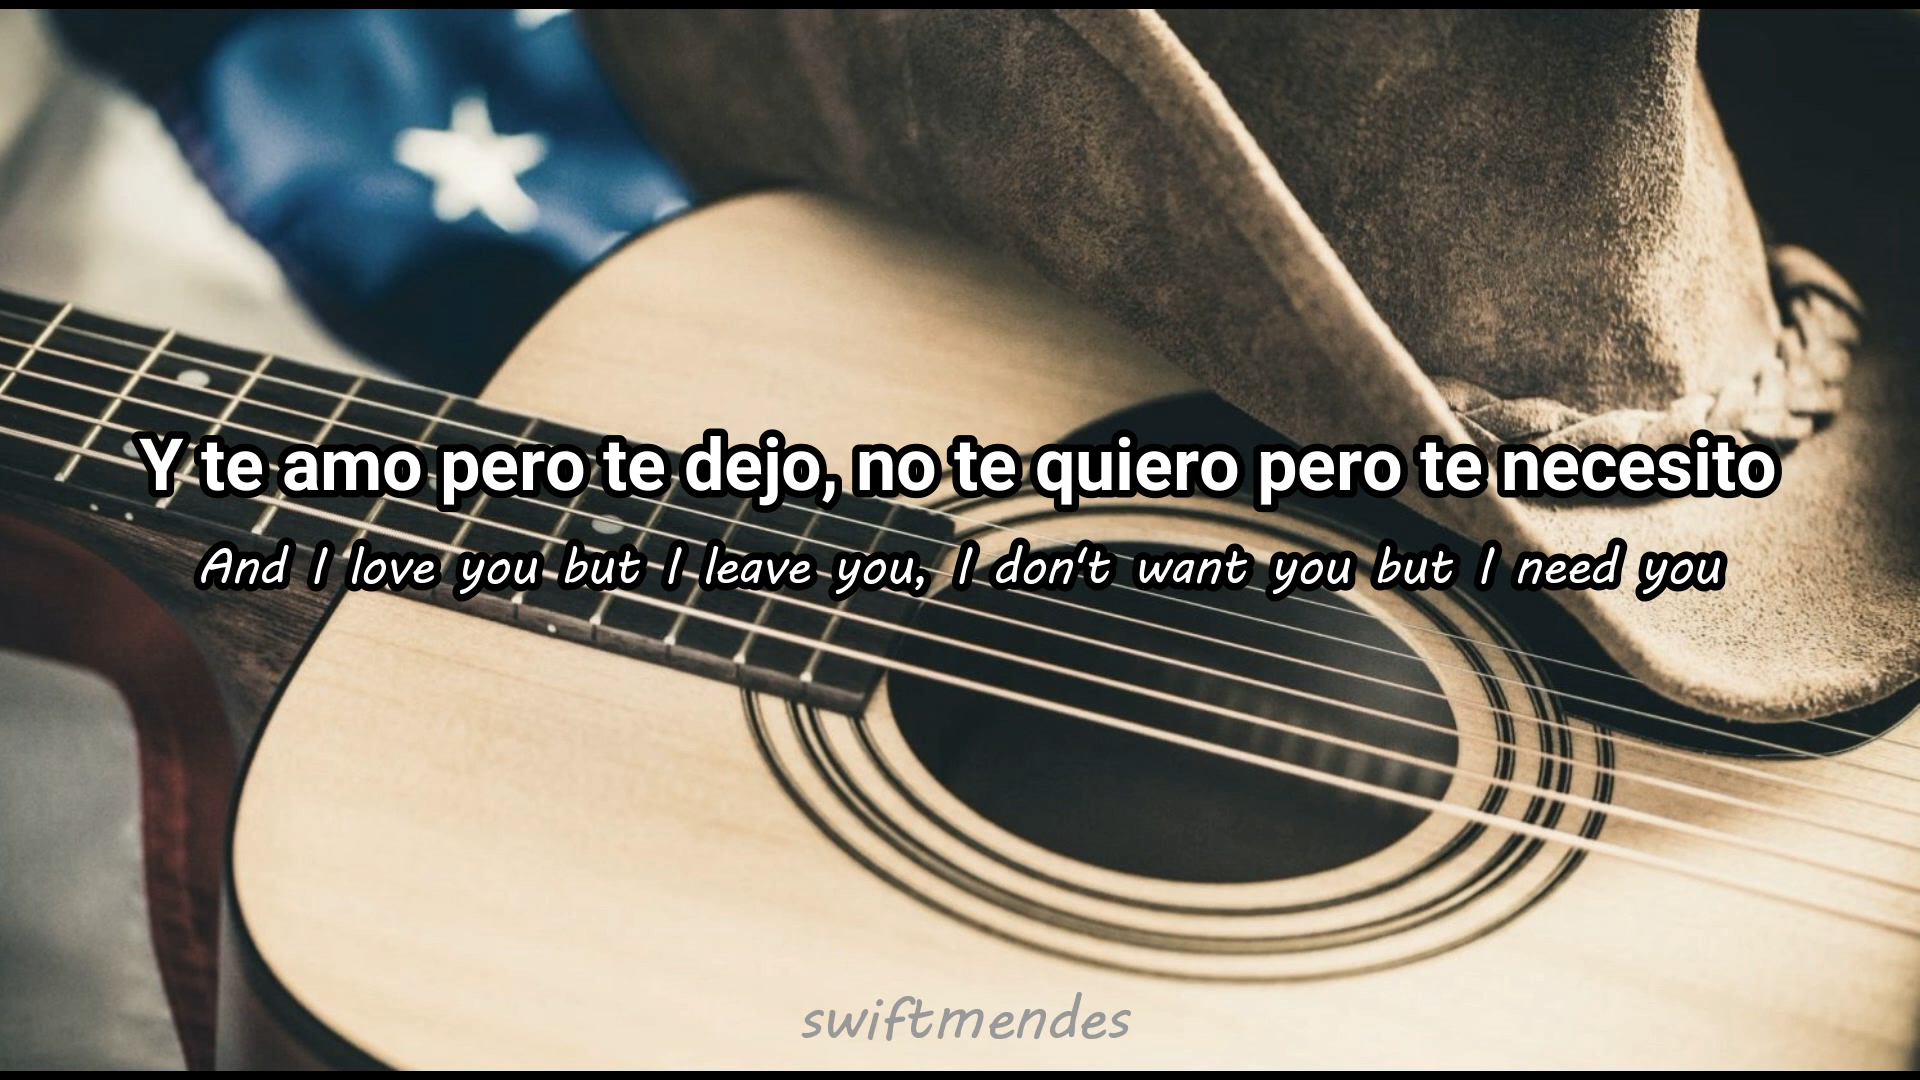 Y te amo pero te dejo, no te quiero pero te necesito
And I love you but I leave you, I don't want you but I need you
swiftmendes